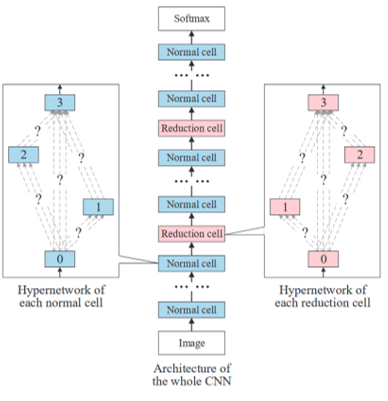 Softmax
Normal cell
... ...
Normal cell
Reduction cell
Normal cell
... ...
Normal cell
Reduction cell
Normal cell
... ...
Normal cell
Image
Architecture of
the whole CNN
3
?
2
?
?
?
1
?
0
Hypernetwork of
each normal cell
3
?
2
?
?
1
?
?
0
Hypernetwork of
each reduction cell